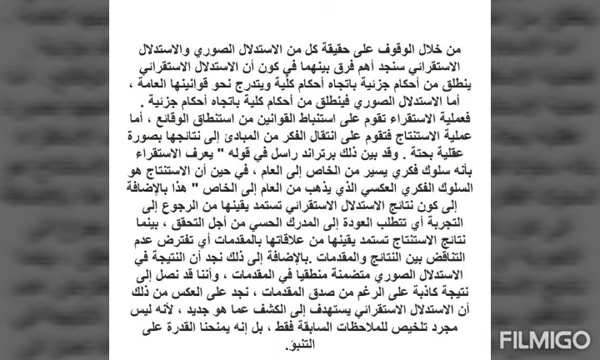 من خلال الوقوف على حقيقة كل من الاستدلال الصوري والاستدلال
الاستقرائي سنجد أهم فرق بينهما في كون أن الاستدلال الاستقرائي
ينطلق من أحكام جزئية باتجاه أحكام كلية ويتدرج نحو قوانينها العامة ،
أما الاستدلال الصوري فينطلق من أحكام كلية باتجاه أحكام جزئية .
فعملية الاستقراء تقوم على استنباط القوانين من استنطاق الوقائع ، أما
عملية الاستنتاج فتقوم على انتقال الفكر من المبادئ إلى نتائجها بصورة
عقلية بحتة . وقد بين ذلك برتراند راسل في قوله " يعرف الاستقراء
بأنه سلوك فكري يسير من الخاص إلى العام ، في حين أن الاستنتاج هو
السلوك الفكري العكسي الذي يذهب من العام إلى الخاص " هذا بالإضافة
إلى كون نتائج الاستدلال الاستقرائي تستمد يقينها من الرجوع إلى
التجربة أي تتطلب العودة إلى المدرك الحسي من أجل التحقق ، بينما
نتائج الاستنتاج تستمد يقينها من علاقاتها بالمقدمات أي تفترض عدم
التناقض بين النتائج والمقدمات .بالإضافة إلى ذلك نجد أن النتيجة في
الاستدلال الصوري متضمنة منطقيا في المقدمات ، وأننا قد نصل إلى
نتيجة كاذبة على الرغم من صدق المقدمات ، نجد على العكس من ذلك
أن الاستدلال الاستقرائي يستهدف إلى الكشف عما هو جديد ، لأنه ليس
مجرد تلخيص للملاحظات السابقة فقط ، بل إنه يمنحنا القدرة على
التنبؤ.
FILMIGO